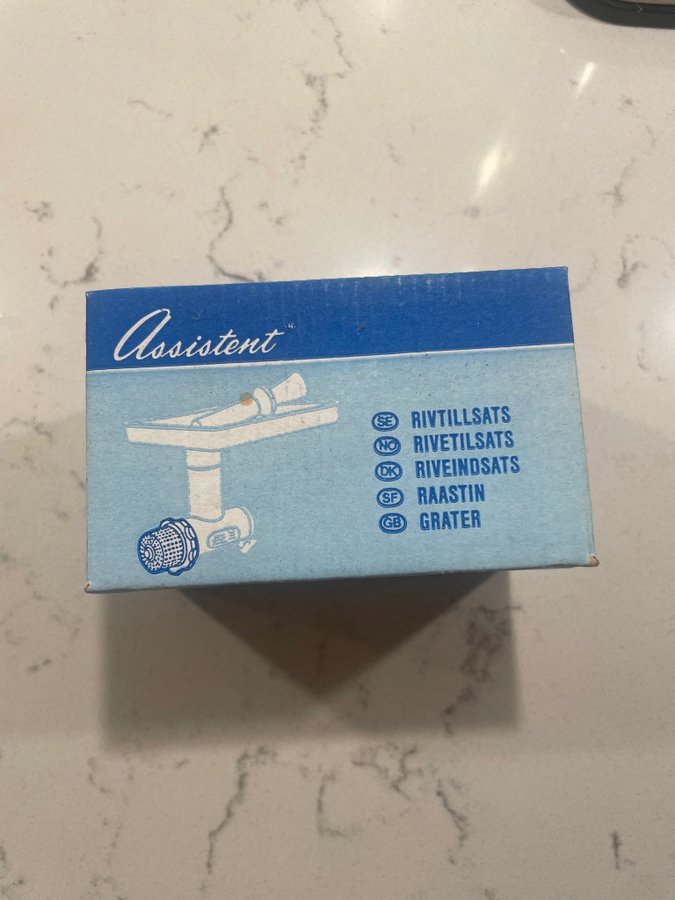 Assistent
SE RIVTILLSATS
NO RIVETILSATS
DK RIVEINDSATS
SF RAASTIN
GB GRATER